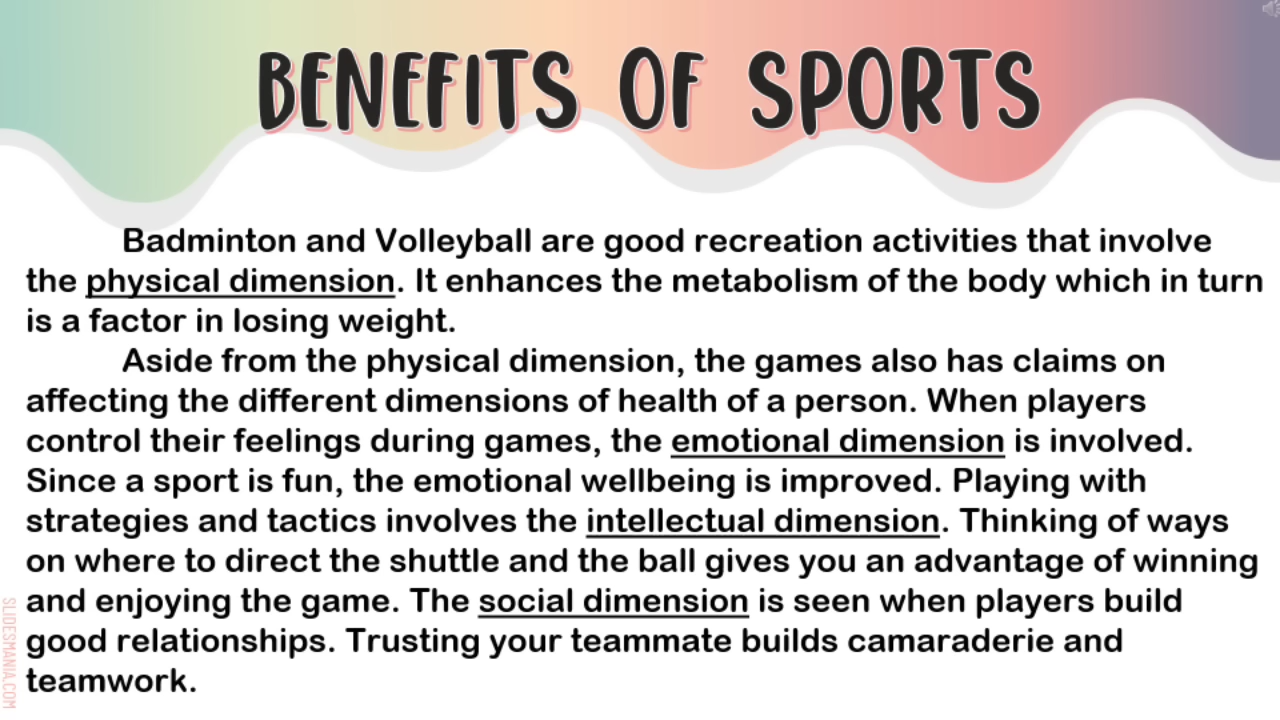 BENEFITS OF SPORTS
Badminton and Volleyball are good recreation activities that involve
the physical dimension. It enhances the metabolism of the body which in turn
is a factor in losing weight.
Aside from the physical dimension, the games also has claims on
affecting the different dimensions of health of a person. When players
control their feelings during games, the emotional dimension is involved.
Since a sport is fun, the emotional wellbeing is improved. Playing with
strategies and tactics involves the intellectual dimension. Thinking of ways
on where to direct the shuttle and the ball gives you an advantage of winning
and enjoying the game. The social dimension is seen when players build
good relationships. Trusting your teammate builds camaraderie and
teamwork.
SLIDESMANIA.COM